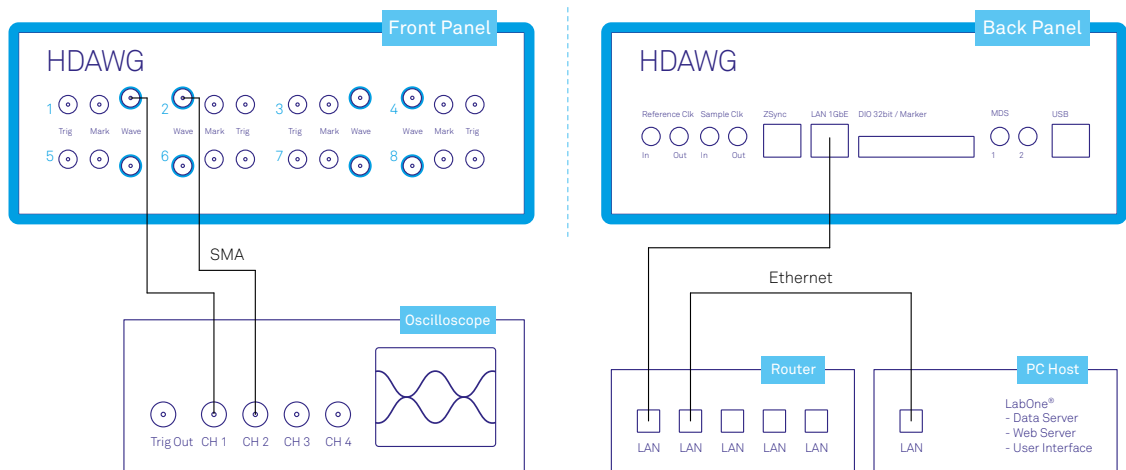 Front Panel
HDAWG
1 2 3 4
Trig Mark Wave Wave Mark Trig Trig Mark Wave Wave Mark Trig
5 6 7 8
SMA
Oscilloscope
Trig Out CH 1 CH 2 CH 3 CH 4
Back Panel
HDAWG
Reference Clk Sample Clk ZSync LAN 1GbE DIO 32bit / Marker MDS USB
In Out In Out 1 2
Ethernet
Router
LAN LAN LAN LAN LAN
PC Host
LabOne®
- Data Server
- Web Server
- User Interface
LAN